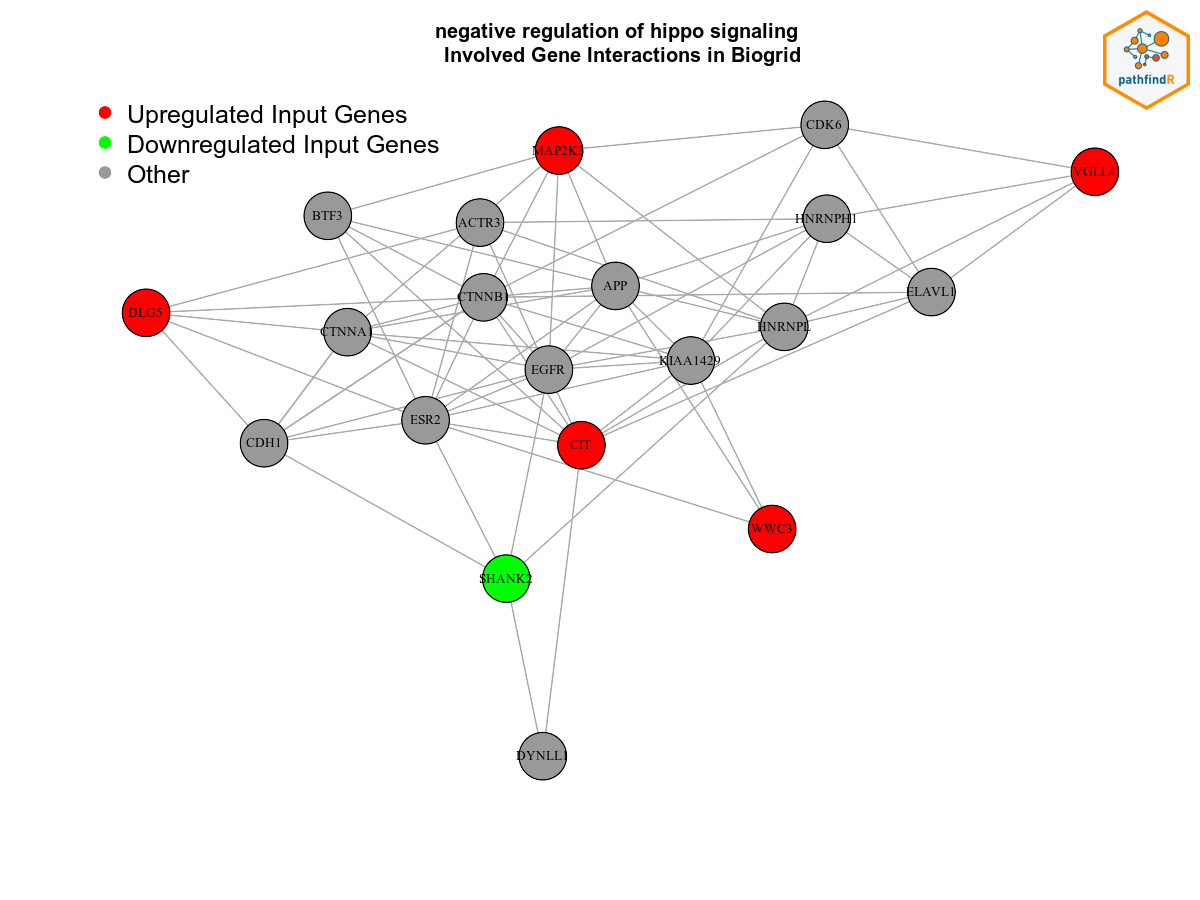 negative regulation of hippo signaling
Involved Gene Interactions in Biogrid
pathfindR
Upregulated Input Genes
Downregulated Input Genes
Other
CDK6
MAP2K3
VGLL4
BTF3
ACTR3
HNRNPH1
APP
ELAVL1
CTNNB1
DLG5
HNRNPL
CTNNA1
KIAA1429
EGFR
ESR2
CDH1
CIT
WWC3
SHANK2
DYNLL1